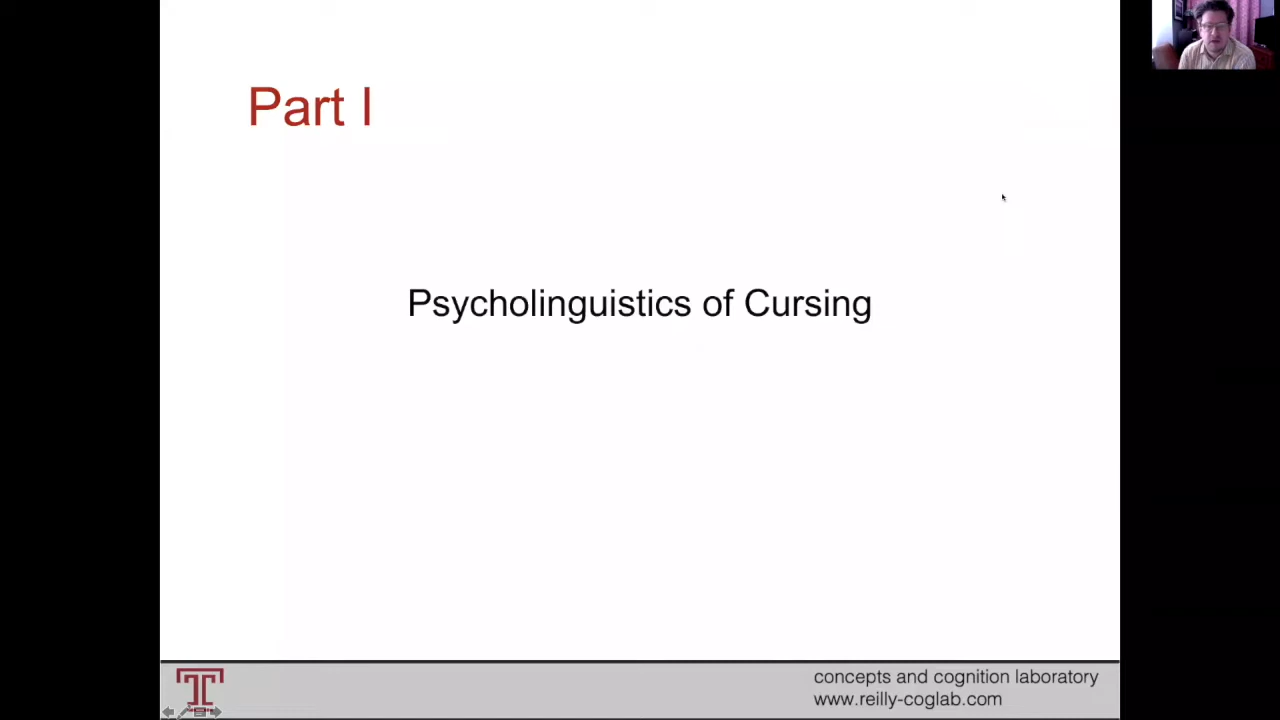 Part I
Psycholinguistics of Cursing
T
concepts and cognition laboratory
www.reilly-coglab.com